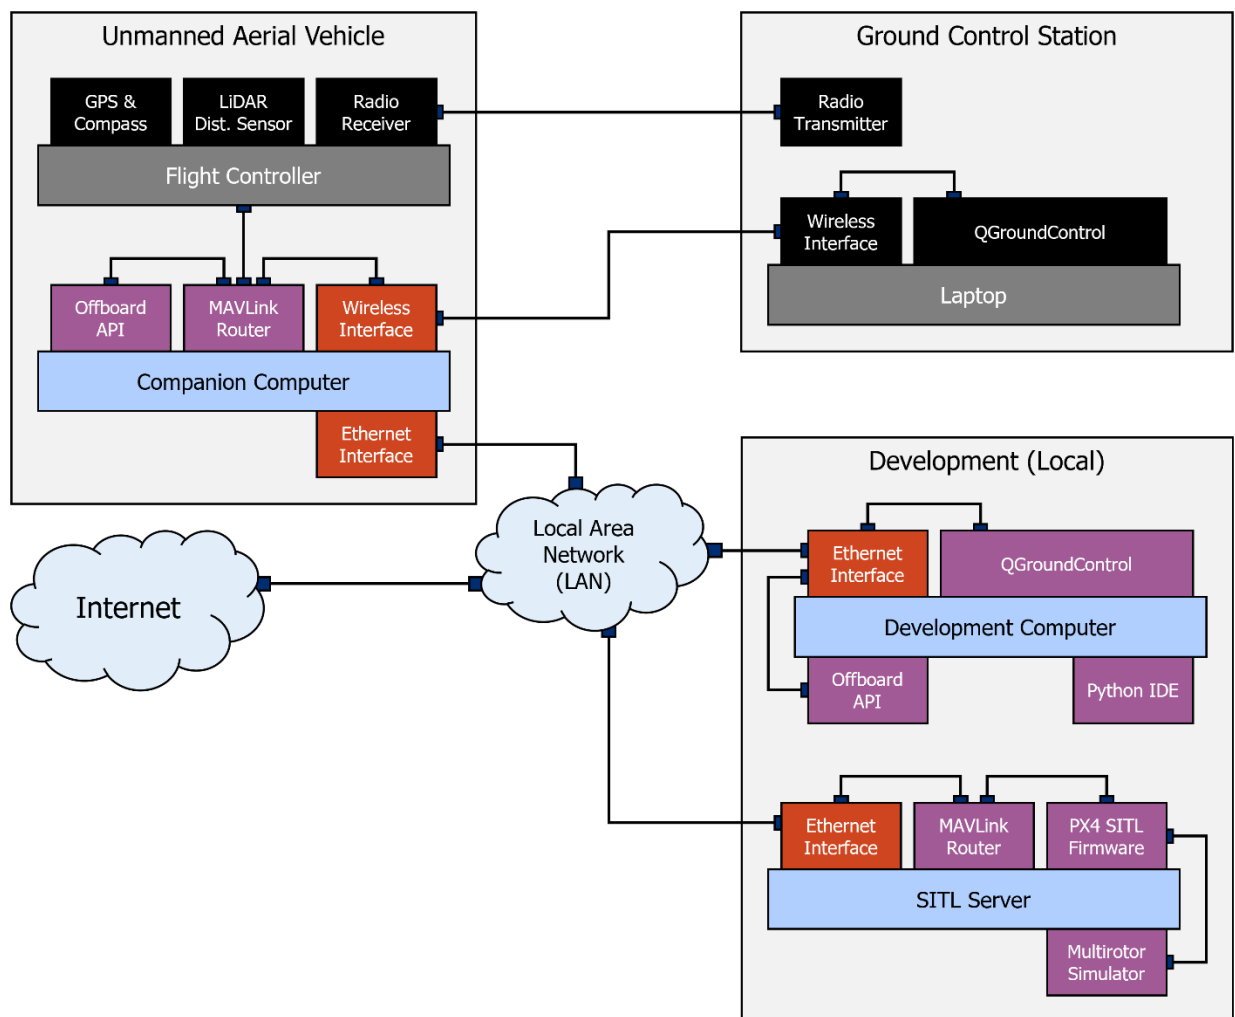 Unmanned Aerial Vehicle
GPS &
Compass
LiDAR
Dist. Sensor
Radio
Receiver
Flight Controller
Offboard
API
MAVLink
Router
Wireless
Interface
Companion Computer
Ethernet
Interface
Ground Control Station
Radio
Transmitter
Wireless
Interface
QGroundControl
Laptop
Local Area
Network
(LAN)
Internet
Development (Local)
Ethernet
Interface
QGroundControl
Development Computer
Offboard
API
Python IDE
Ethernet
Interface
MAVLink
Router
PX4 SITL
Firmware
SITL Server
Multirotor
Simulator